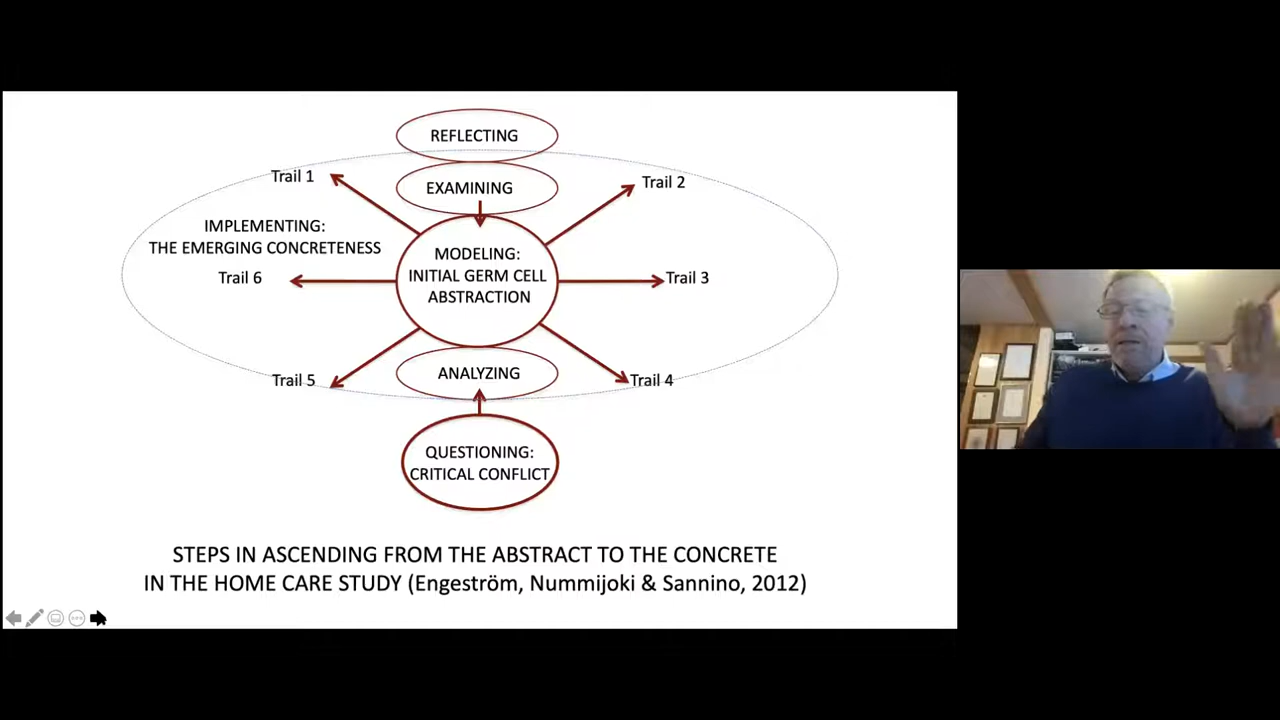 REFLECTING
Trail 1
EXAMINING
Trail 2
IMPLEMENTING:
THE EMERGING CONCRETENESS
MODELING:
INITIAL GERM CELL
ABSTRACTION
Trail 6
Trail 3
Trail 5
ANALYZING
Trail 4
QUESTIONING:
CRITICAL CONFLICT
STEPS IN ASCENDING FROM THE ABSTRACT TO THE CONCRETE
IN THE HOME CARE STUDY (Engeström, Nummijoki & Sannino, 2012)